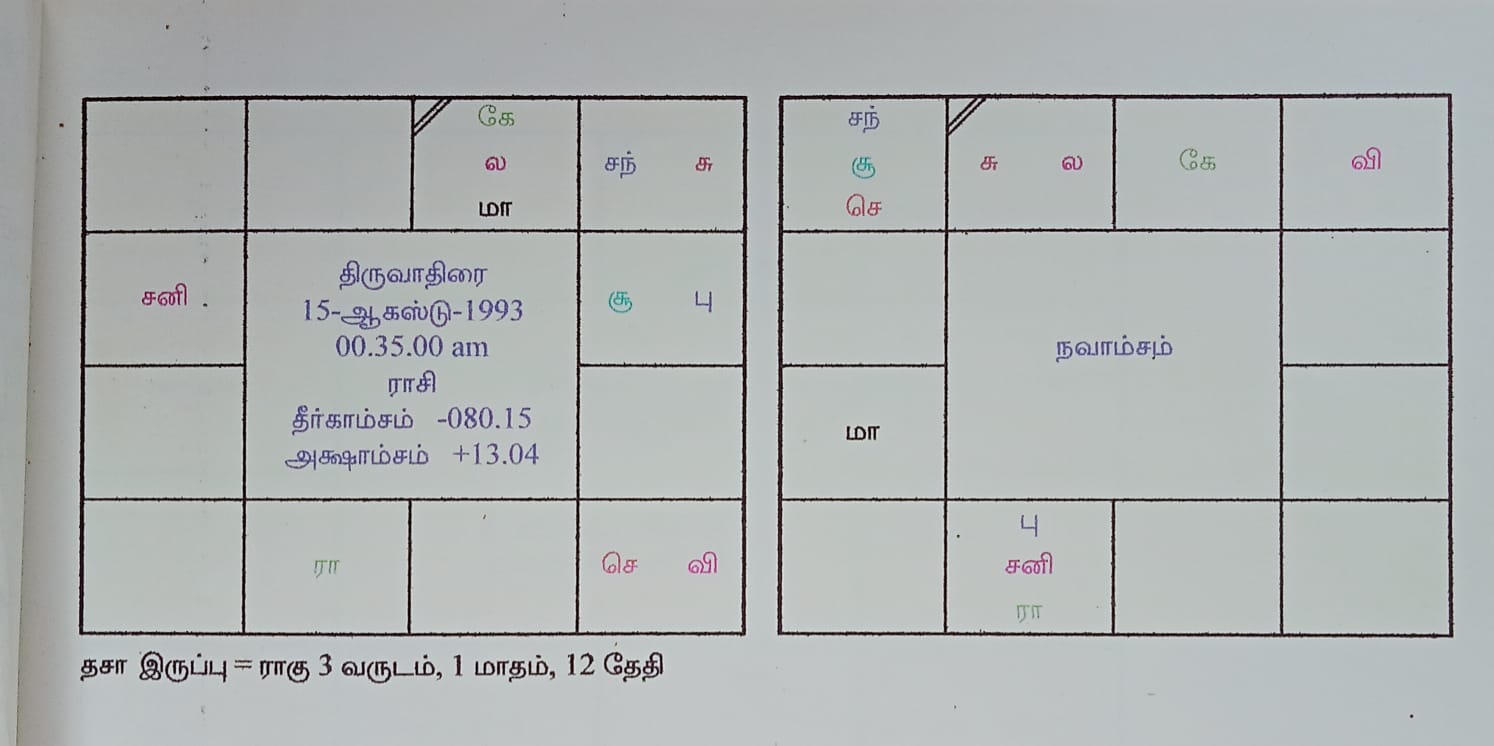 கே
ல
மா
சந் சு
சனி
திருவாதிரை
15-ஆகஸ்டு-1993
00.35.00 am
ராசி
தீர்காம்சம் -080.15
அக்ஷாம்சம் +13.04
சூ பு
ரா
செ வி
சந்
சூ
செ
சு ல
கே
வி
நவாம்சம்
மா
பு
சனி
ரா
தசா இருப்பு = ராகு 3 வருடம், 1 மாதம், 12 தேதி